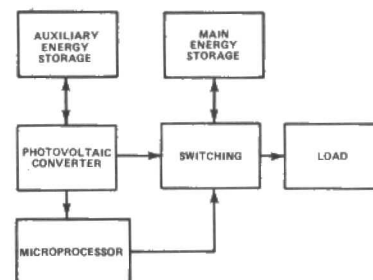 AUXILIARY
ENERGY
STORAGE
MAIN
ENERGY
STORAGE
PHOTOVOLTAIC
CONVERTER
SWITCHING
LOAD
MICROPROCESSOR